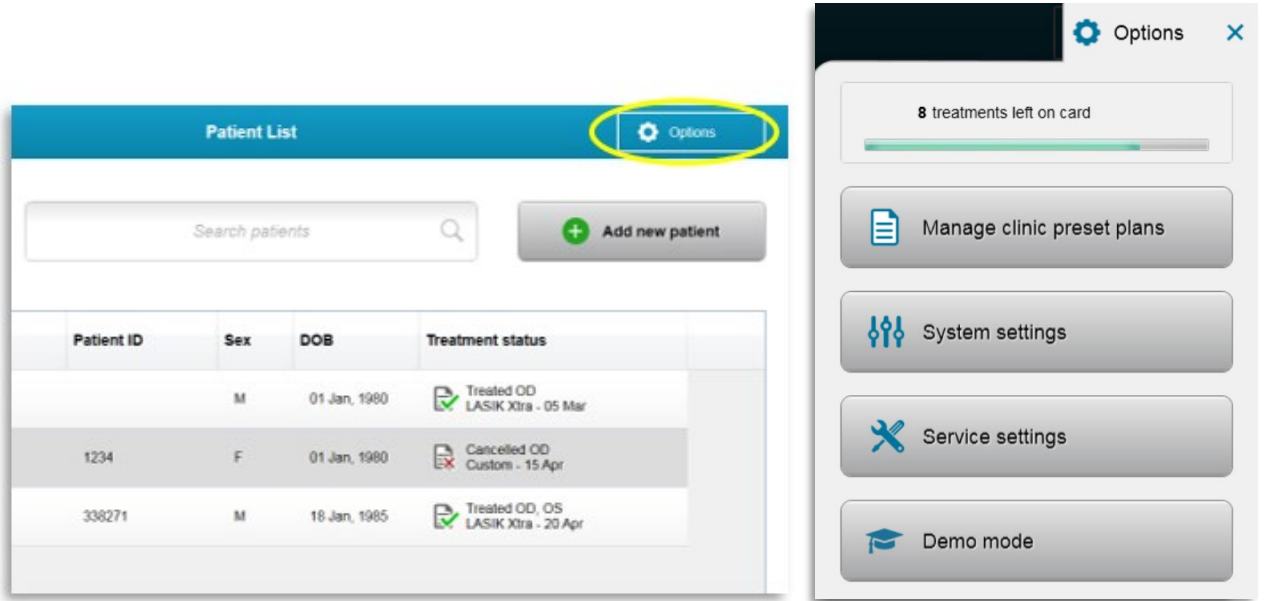 Patient List
Options
Search patients
Add new patient
Patient ID Sex DOB Treatment status
M 01 Jan, 1980 Treated OD
LASIK Xtra - 05 Mar
1234 F 01 Jan, 1980 Cancelled OD
Custom - 15 Apr
338271 M 18 Jan, 1985 Treated OD, OS
LASIK Xtra - 20 Apr
Options
8 treatments left on card
Manage clinic preset plans
System settings
Service settings
Demo mode